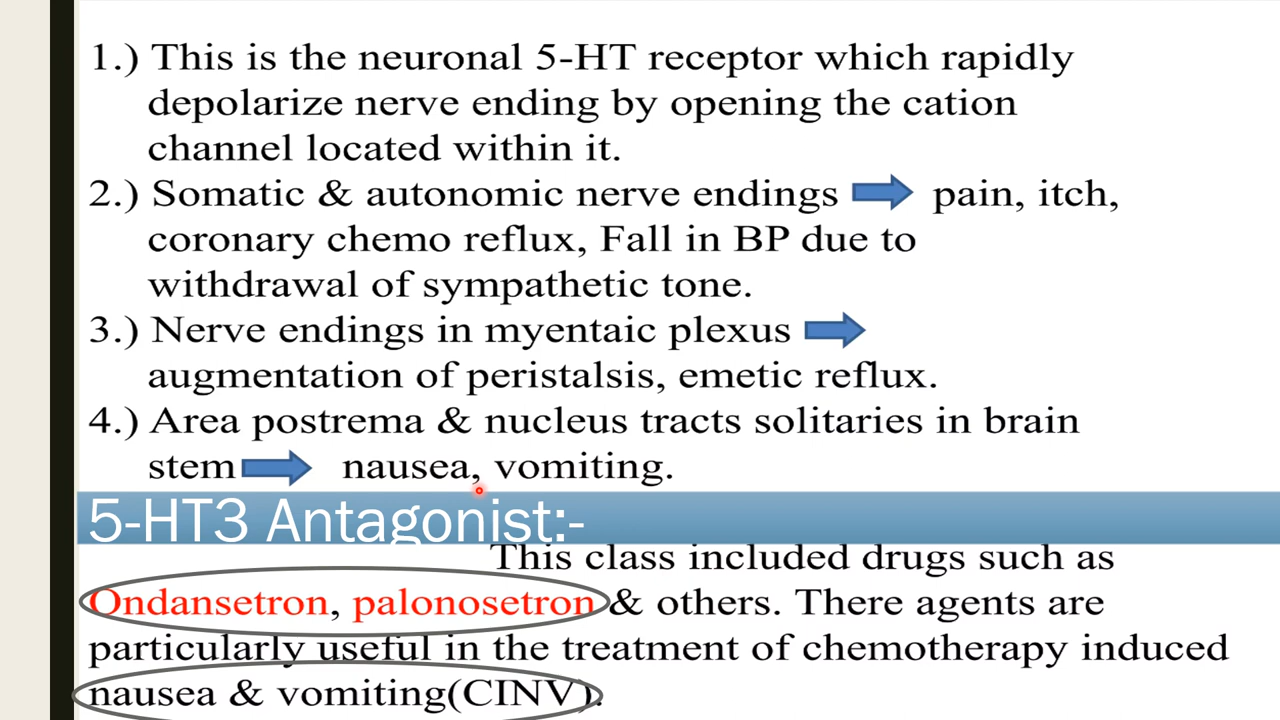 1.) This is the neuronal 5-HT receptor which rapidly
depolarize nerve ending by opening the cation
channel located within it.
2.) Somatic & autonomic nerve endings pain, itch,
coronary chemo reflux, Fall in BP due to
withdrawal of sympathetic tone.
3.) Nerve endings in myentaic plexus
augmentation of peristalsis, emetic reflux.
4.) Area postrema & nucleus tracts solitaries in brain
stem nausea, vomiting.
5-HT3 Antagonist:-
This class included drugs such as
Ondansetron, palonosetron & others. There agents are
particularly useful in the treatment of chemotherapy induced
nausea & vomiting(CINV).